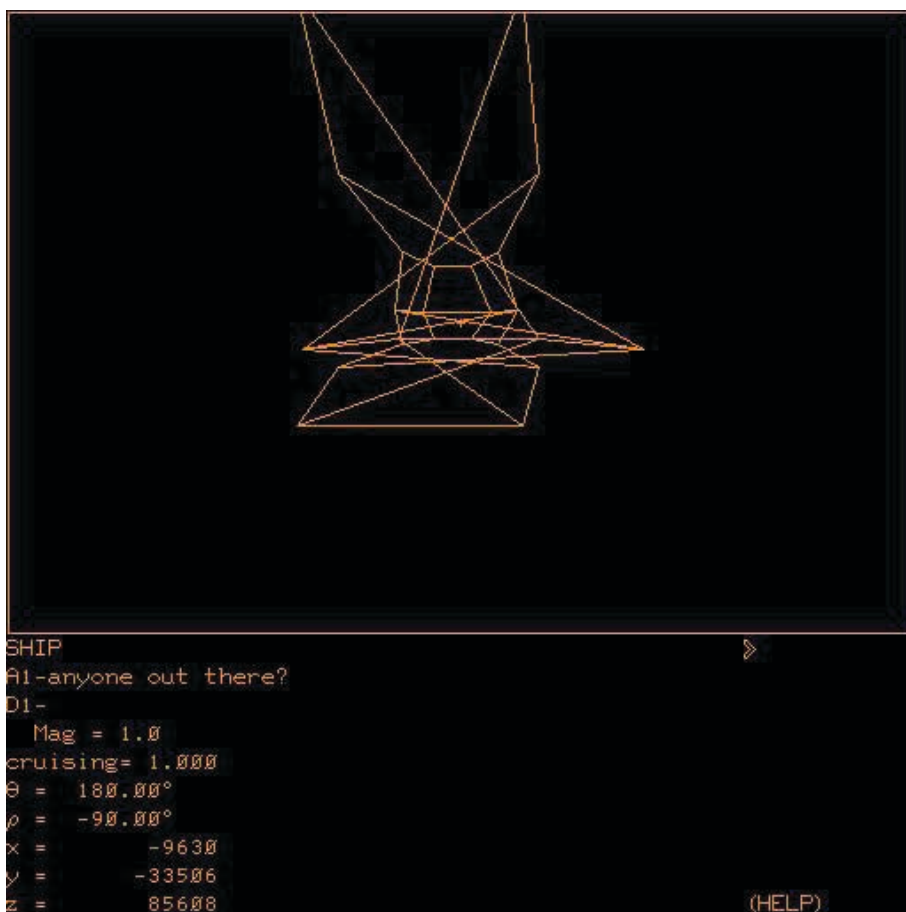 SHIP >
A1-anyone out there?
D1-
Mag = 1.0
cruising= 1.000
θ = 180.00°
ρ = -90.00°
x = -9630
y = -33506
z = 85608 (HELP)